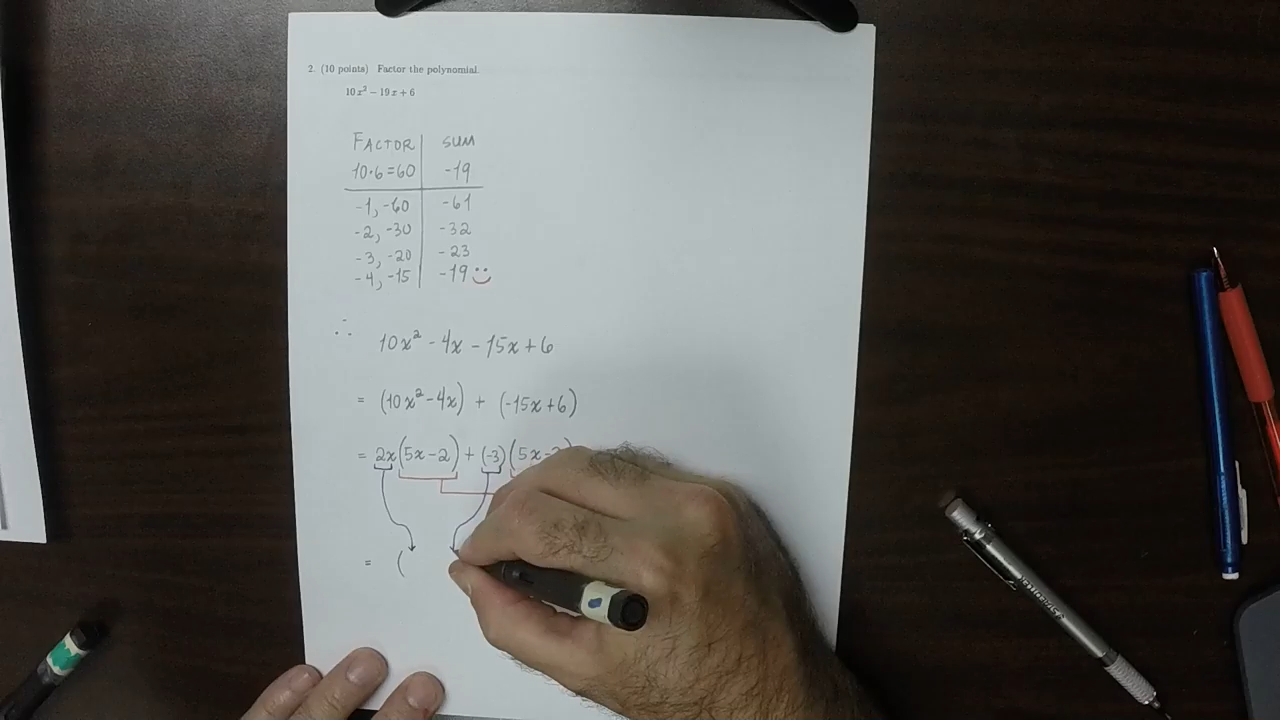 2. (10 points) Factor the polynomial.
10x² − 19x + 6
FACTOR SUM
10·6=60 -19
-1, -60 -61
-2, -30 -32
-3, -20 -23
-4, -15 -19
∴ 10x² - 4x - 15x + 6
= (10x² - 4x) + (-15x + 6)
= 2x(5x - 2) + (-3)(5x -
= (